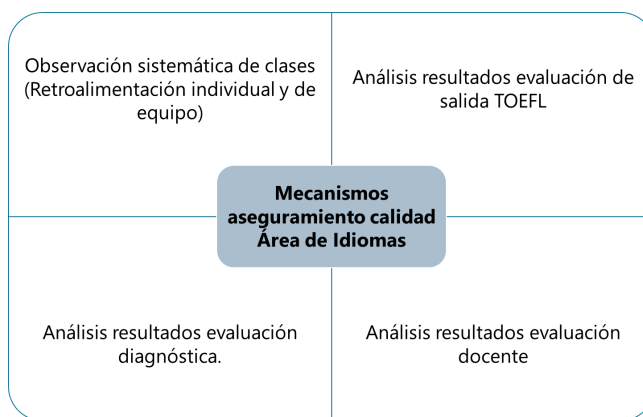 Observación sistemática de clases
(Retroalimentación individual y de
equipo)
Análisis resultados evaluación de
salida TOEFL
Mecanismos
aseguramiento calidad
Área de Idiomas
Análisis resultados evaluación
diagnóstica.
Análisis resultados evaluación
docente